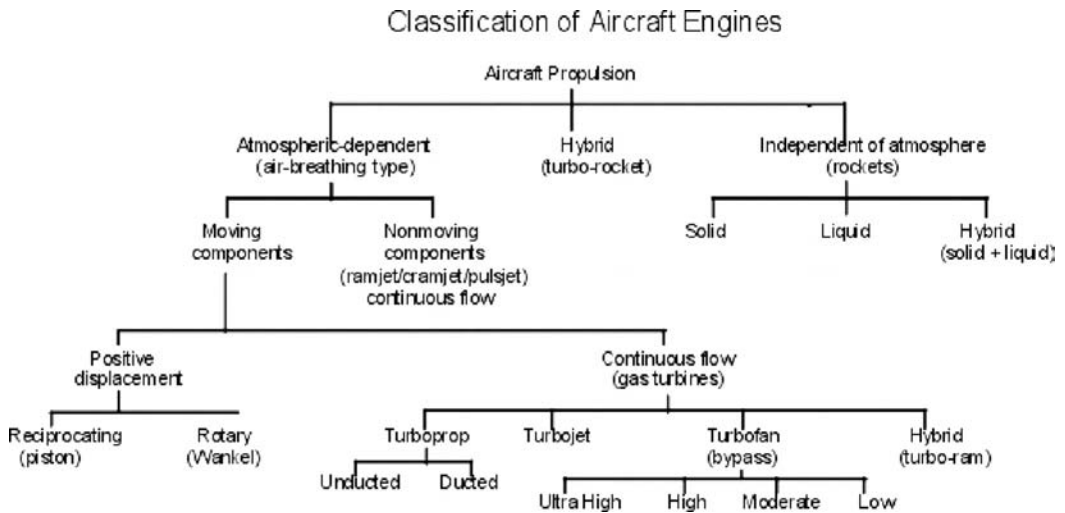 Classification of Aircraft Engines
Aircraft Propulsion
Atmospheric-dependent
(air-breathing type)
Hybrid
(turbo-rocket)
Independent of atmosphere
(rockets)
Moving
components
Nonmoving
components
(ramjet/cramjet/pulsjet)
continuous flow
Solid
Liquid
Hybrid
(solid + liquid)
Positive
displacement
Continuous flow
(gas turbines)
Reciprocating
(piston)
Rotary
(Wankel)
Turboprop
Turbojet
Turbofan
(bypass)
Hybrid
(turbo-ram)
Unducted
Ducted
Ultra High
High
Moderate
Low